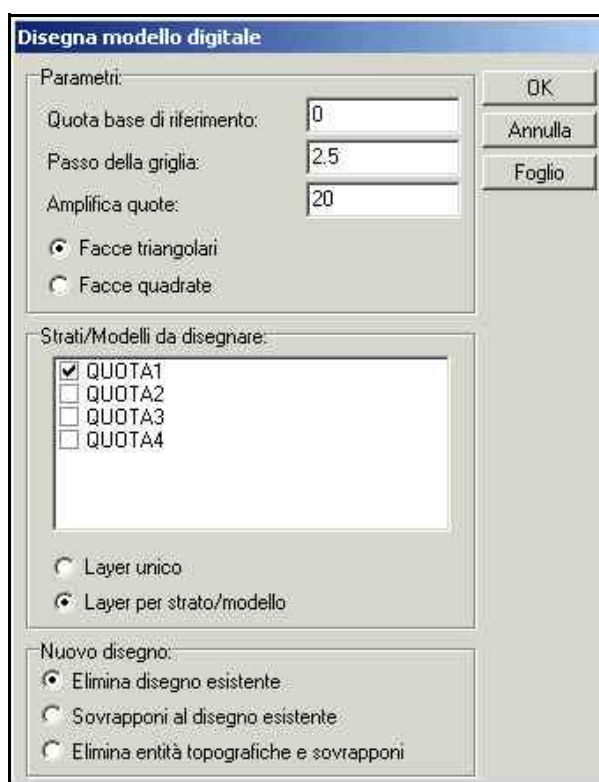 Disegna modello digitale
Parametri:
Quota base di riferimento: 0
Passo della griglia: 2.5
Amplifica quote: 20
Facce triangolari
Facce quadrate
OK
Annulla
Foglio
Strati/Modelli da disegnare:
QUOTA1
QUOTA2
QUOTA3
QUOTA4
Layer unico
Layer per strato/modello
Nuovo disegno:
Elimina disegno esistente
Sovrapponi al disegno esistente
Elimina entità topografiche e sovrapponi